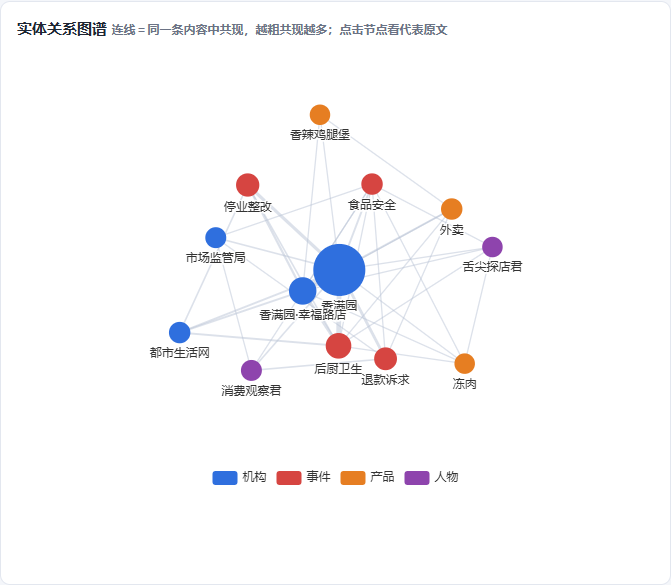 实体关系图谱 连线=同一条内容中共现，越粗共现越多；点击节点看代表原文
香辣鸡腿堡
停业整改
食品安全
外卖
市场监管局
舌尖探店君
香满园
香满园·幸福路店
都市生活网
后厨卫生
退款诉求
消费观察君
冻肉
机构 事件 产品 人物